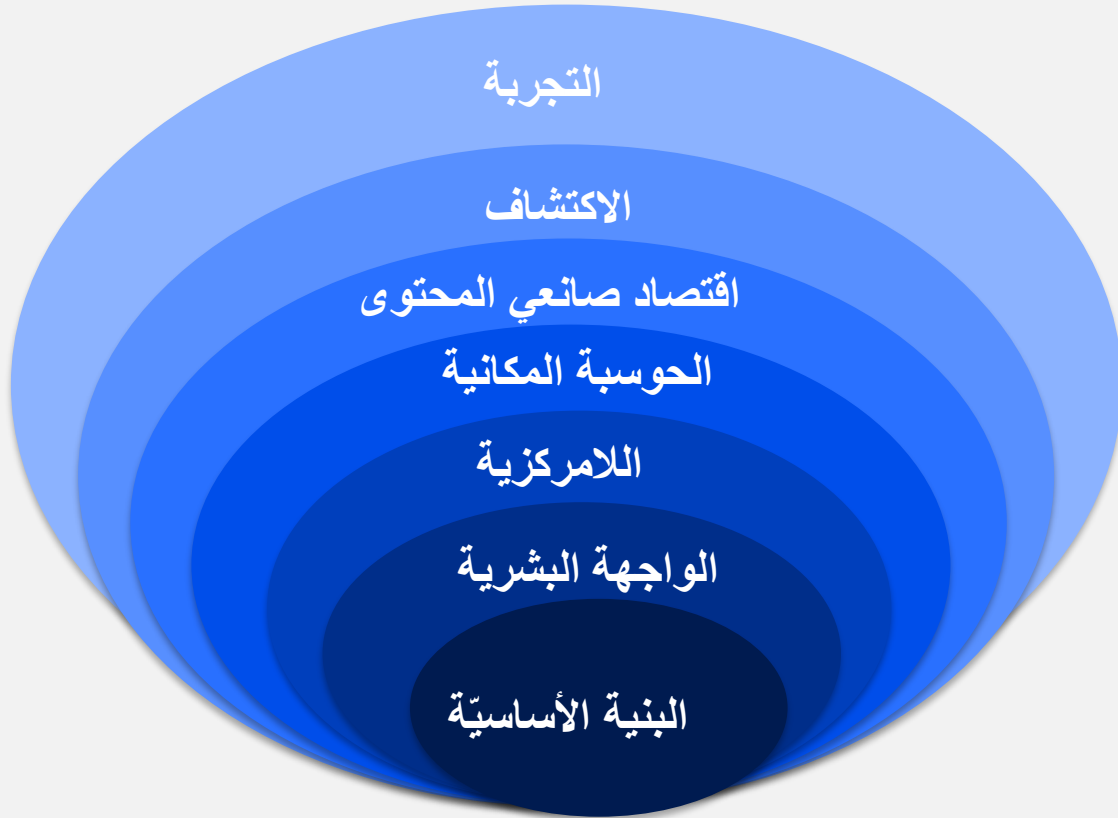 التجربة
الاكتشاف
اقتصاد صانعي المحتوى
الحوسبة المكانية
اللامركزية
الواجهة البشرية
البنية الأساسيّة